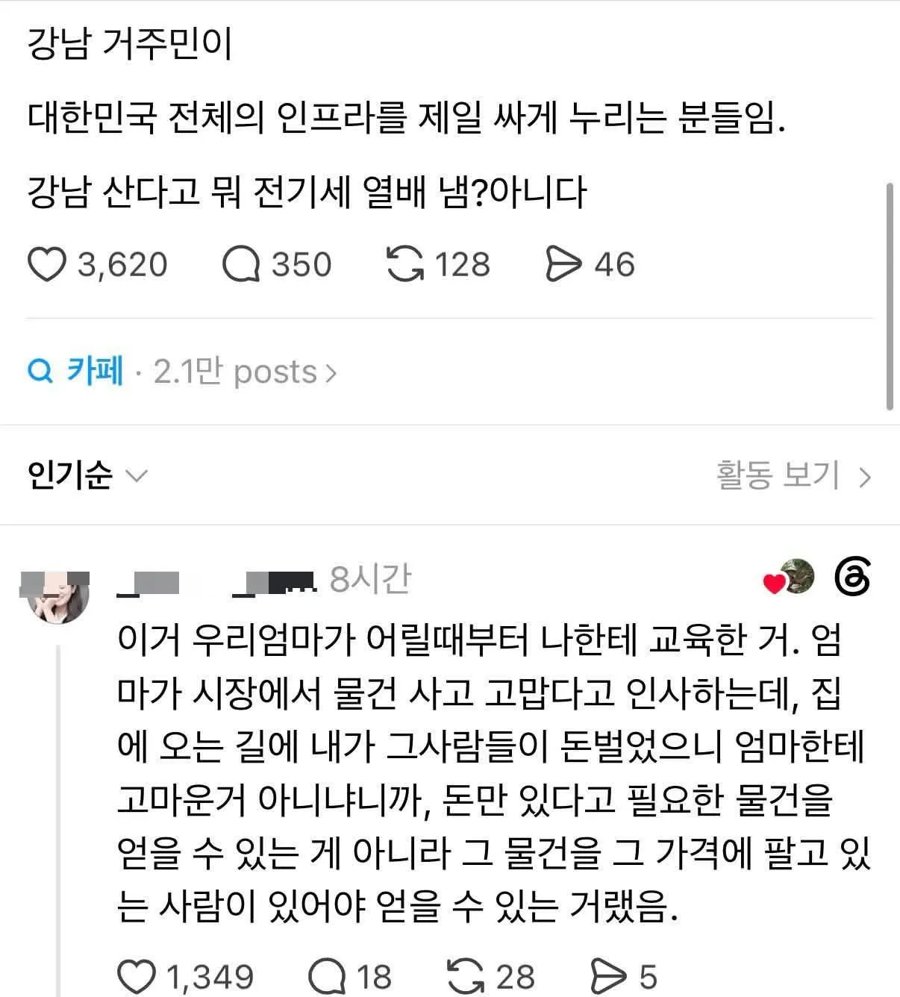 강남 거주민이
대한민국 전체의 인프라를 제일 싸게 누리는 분들임.
강남 산다고 뭐 전기세 열배 냄?아니다
3,620 350 128 46
카페 · 2.1만 posts >
인기순
활동 보기 >
8시간
이거 우리엄마가 어릴때부터 나한테 교육한 거. 엄
마가 시장에서 물건 사고 고맙다고 인사하는데, 집
에 오는 길에 내가 그사람들이 돈벌었으니 엄마한테
고마운거 아니냐니까, 돈만 있다고 필요한 물건을
얻을 수 있는 게 아니라 그 물건을 그 가격에 팔고 있
는 사람이 있어야 얻을 수 있는 거랬음.
1,349 18 28 5